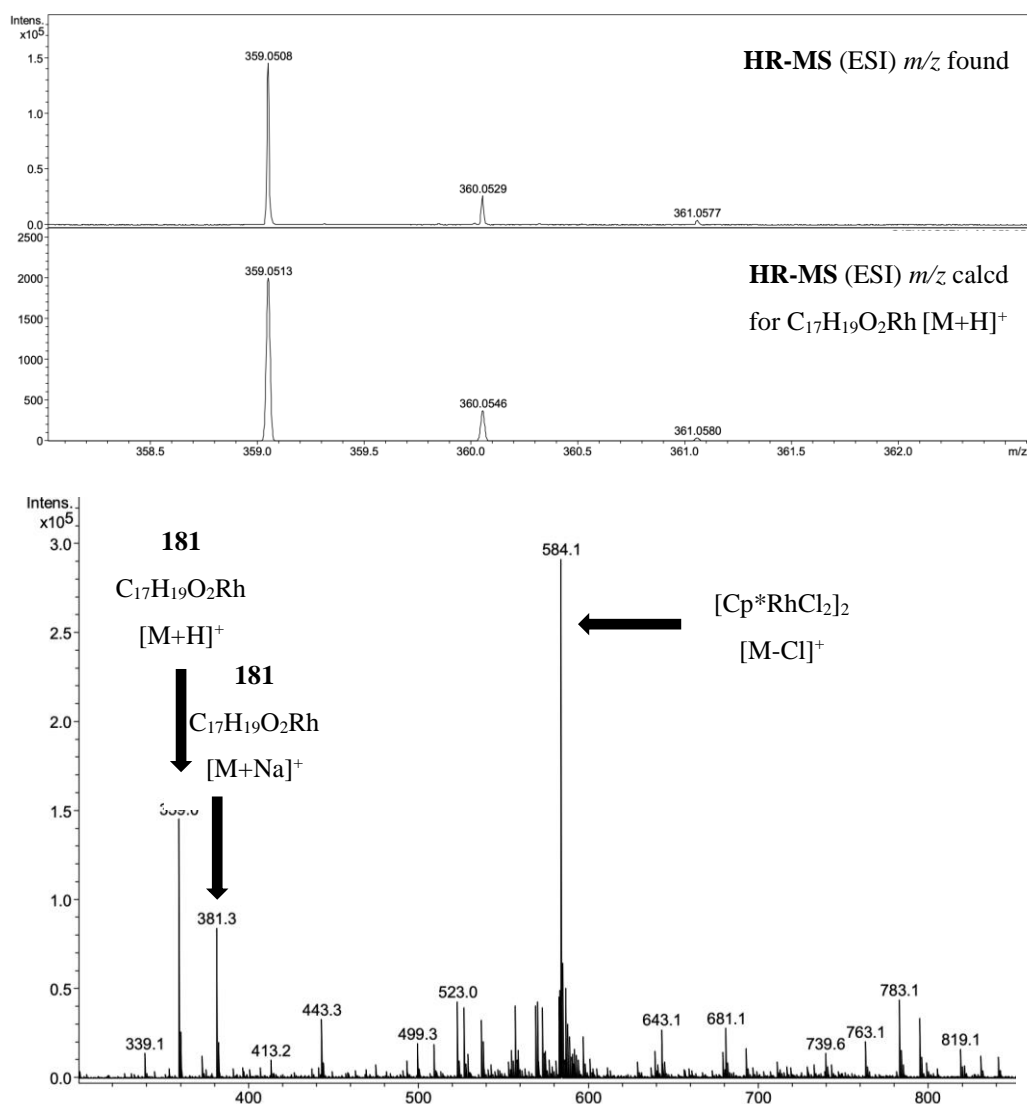 Intens.
x10⁵
359.0508
HR-MS (ESI) m/z found
1.5
1.0
0.5
360.0529
361.0577
0.0
2500
359.0513
HR-MS (ESI) m/z calcd
2000
for C₁₇H₁₉O₂Rh [M+H]⁺
1500
1000
500
360.0546
361.0580
0
358.5 359.0 359.5 360.0 360.5 361.0 361.5 362.0 m/z
Intens.
x10⁵
3.0
181
584.1
C₁₇H₁₉O₂Rh
[Cp*RhCl₂]₂
[M+H]⁺
[M-Cl]⁺
2.5
181
C₁₇H₁₉O₂Rh
2.0
[M+Na]⁺
1.5
1.0
381.3
0.5
523.0
783.1
443.3
643.1
681.1
499.3
763.1
339.1
739.6
819.1
413.2
0.0
400 500 600 700 800